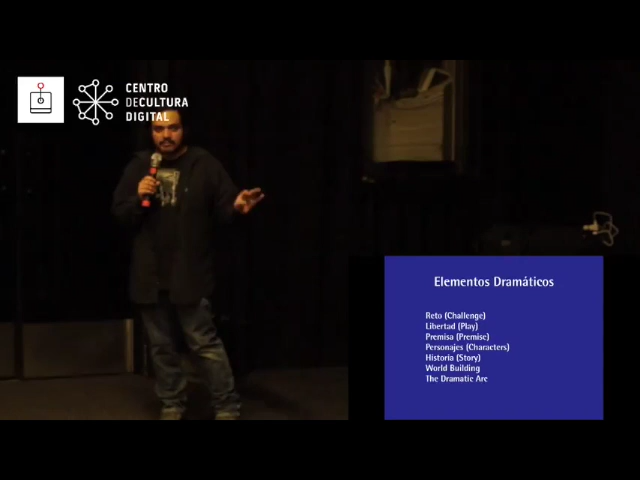 CENTRO
DECULTURA
DIGITAL
Elementos Dramáticos
Reto (Challenge)
Libertad (Play)
Premisa (Premise)
Personajes (Characters)
Historia (Story)
World Building
The Dramatic Arc